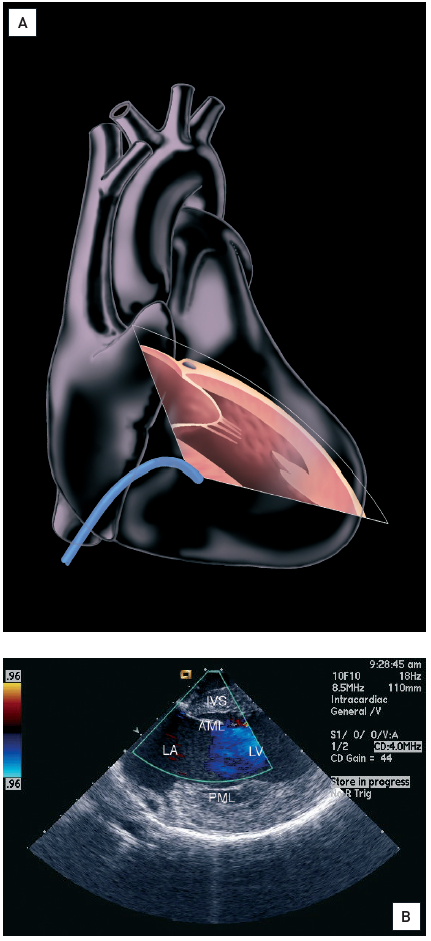 A
.96
.96
9:28:45 am
10F10 18Hz
8.5MHz 110mm
Intracardiac
General /V
S1/ 0/ 0/V:A
1/2 CD:4.0MHz
CD Gain = 44
Store in progress
R Trig
IVS
AML
LA
LV
PML
B